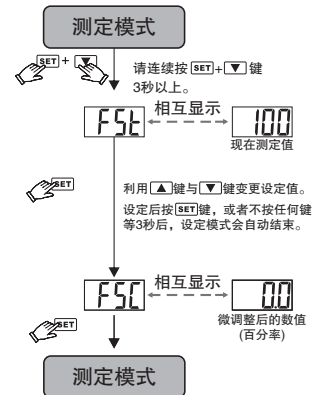 测定模式
SET + ▼
请连续按 SET + ▼ 键
3秒以上。
FSt 相互显示 100
现在测定值
SET
利用 ▲ 键与 ▼ 键变更设定值。
设定后按 SET 键，或者不按任何键
等3秒后，设定模式会自动结束。
FSC 相互显示 0.0
微调整后的数值
(百分率)
SET
测定模式